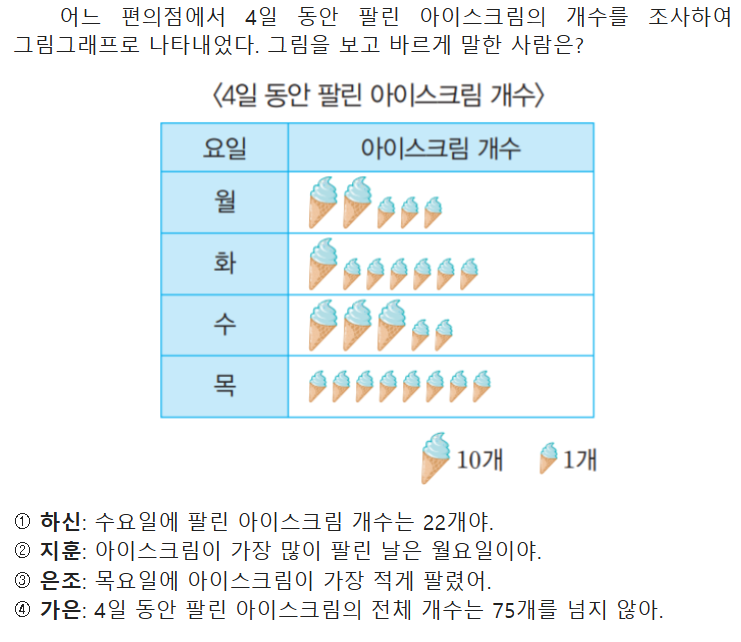 어느 편의점에서 4일 동안 팔린 아이스크림의 개수를 조사하여
그림그래프로 나타내었다. 그림을 보고 바르게 말한 사람은?
〈4일 동안 팔린 아이스크림 개수〉
요일 아이스크림 개수
월
화
수
목
10개 1개
① 하신: 수요일에 팔린 아이스크림 개수는 22개야.
② 지훈: 아이스크림이 가장 많이 팔린 날은 월요일이야.
③ 은조: 목요일에 아이스크림이 가장 적게 팔렸어.
④ 가은: 4일 동안 팔린 아이스크림의 전체 개수는 75개를 넘지 않아.